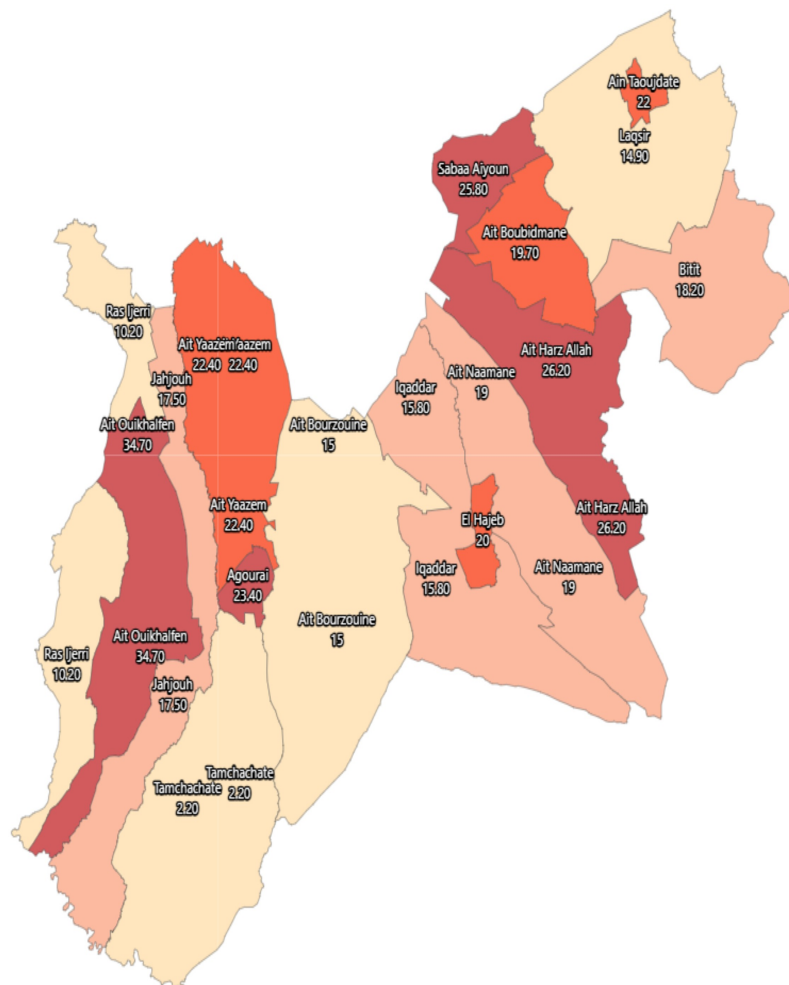 Ain Taoujdate
22
Laqsir
14.90
Sabaa Aiyoun
25.80
Ait Boubidmane
19.70
Bitit
18.20
Ras Ijerri
10.20
Ait Yaazem
22.40
22.40
Ait Harz Allah
26.20
Jahjouh
17.50
Iqaddar
15.80
Ait Naamane
19
Ait Ouikhalfen
34.70
Ait Bourzouine
15
Ait Yaazem
22.40
Ait Harz Allah
26.20
El Hajeb
20
Agourai
23.40
Iqaddar
15.80
Ait Naamane
19
Ait Bourzouine
15
Ait Ouikhalfen
34.70
Ras Ijerri
10.20
Jahjouh
17.50
Tamchachate
2.20
Tamchachate
2.20